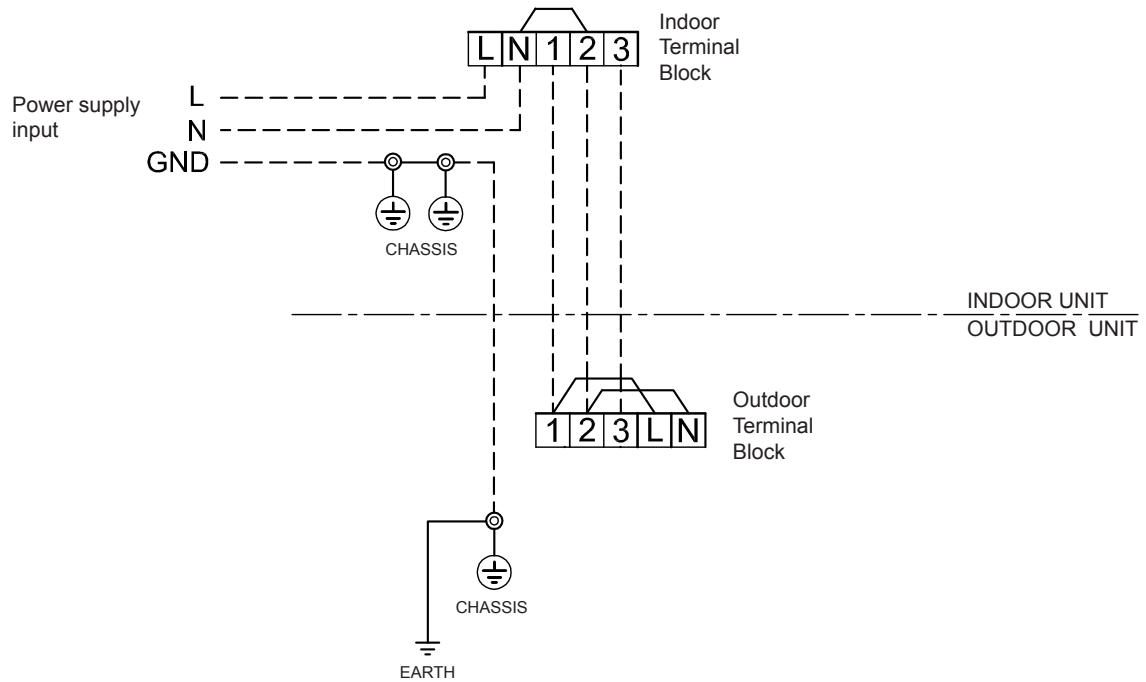 Indoor
Terminal
Block
L N 1 2 3
Power supply
input
L
N
GND
CHASSIS
INDOOR UNIT
OUTDOOR UNIT
Outdoor
Terminal
Block
1 2 3 L N
CHASSIS
EARTH